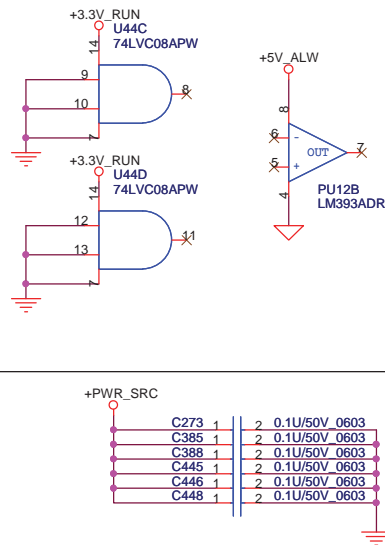 +3.3V_RUN
U44C
74LVC08APW
14
9
8
10
7
+5V_ALW
8
6
-
OUT
7
5
+
4
PU12B
LM393ADR
+3.3V_RUN
U44D
74LVC08APW
14
12
11
13
7
+PWR_SRC
C273 1 2 0.1U/50V_0603
C385 1 2 0.1U/50V_0603
C388 1 2 0.1U/50V_0603
C445 1 2 0.1U/50V_0603
C446 1 2 0.1U/50V_0603
C448 1 2 0.1U/50V_0603